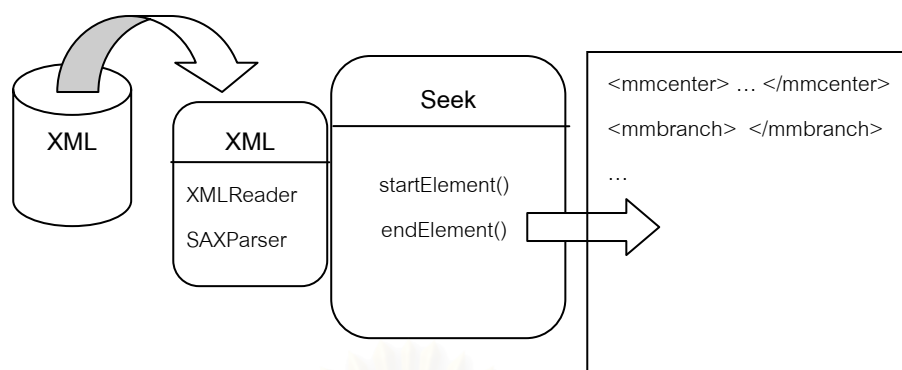 XML
XML
XMLReader
SAXParser
Seek
startElement()
endElement()
<mmcenter> ... </mmcenter>
<mmbranch>  </mmbranch>
...